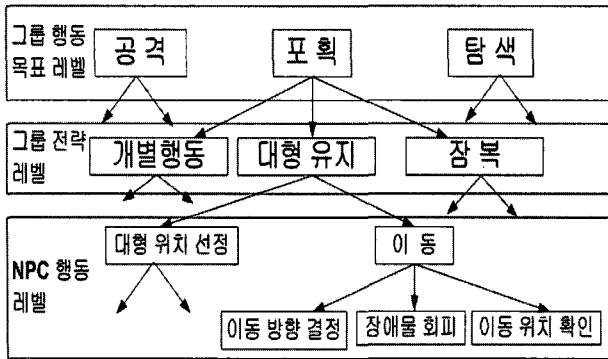 그룹 행동
목표 레벨
공 격
포 획
탐 색
그룹 전략
레벨
개별행동
대형 유지
잠 복
NPC 행동
레벨
대형 위치 선정
이 동
이동 방향 결정
장애물 회피
이동 위치 확인